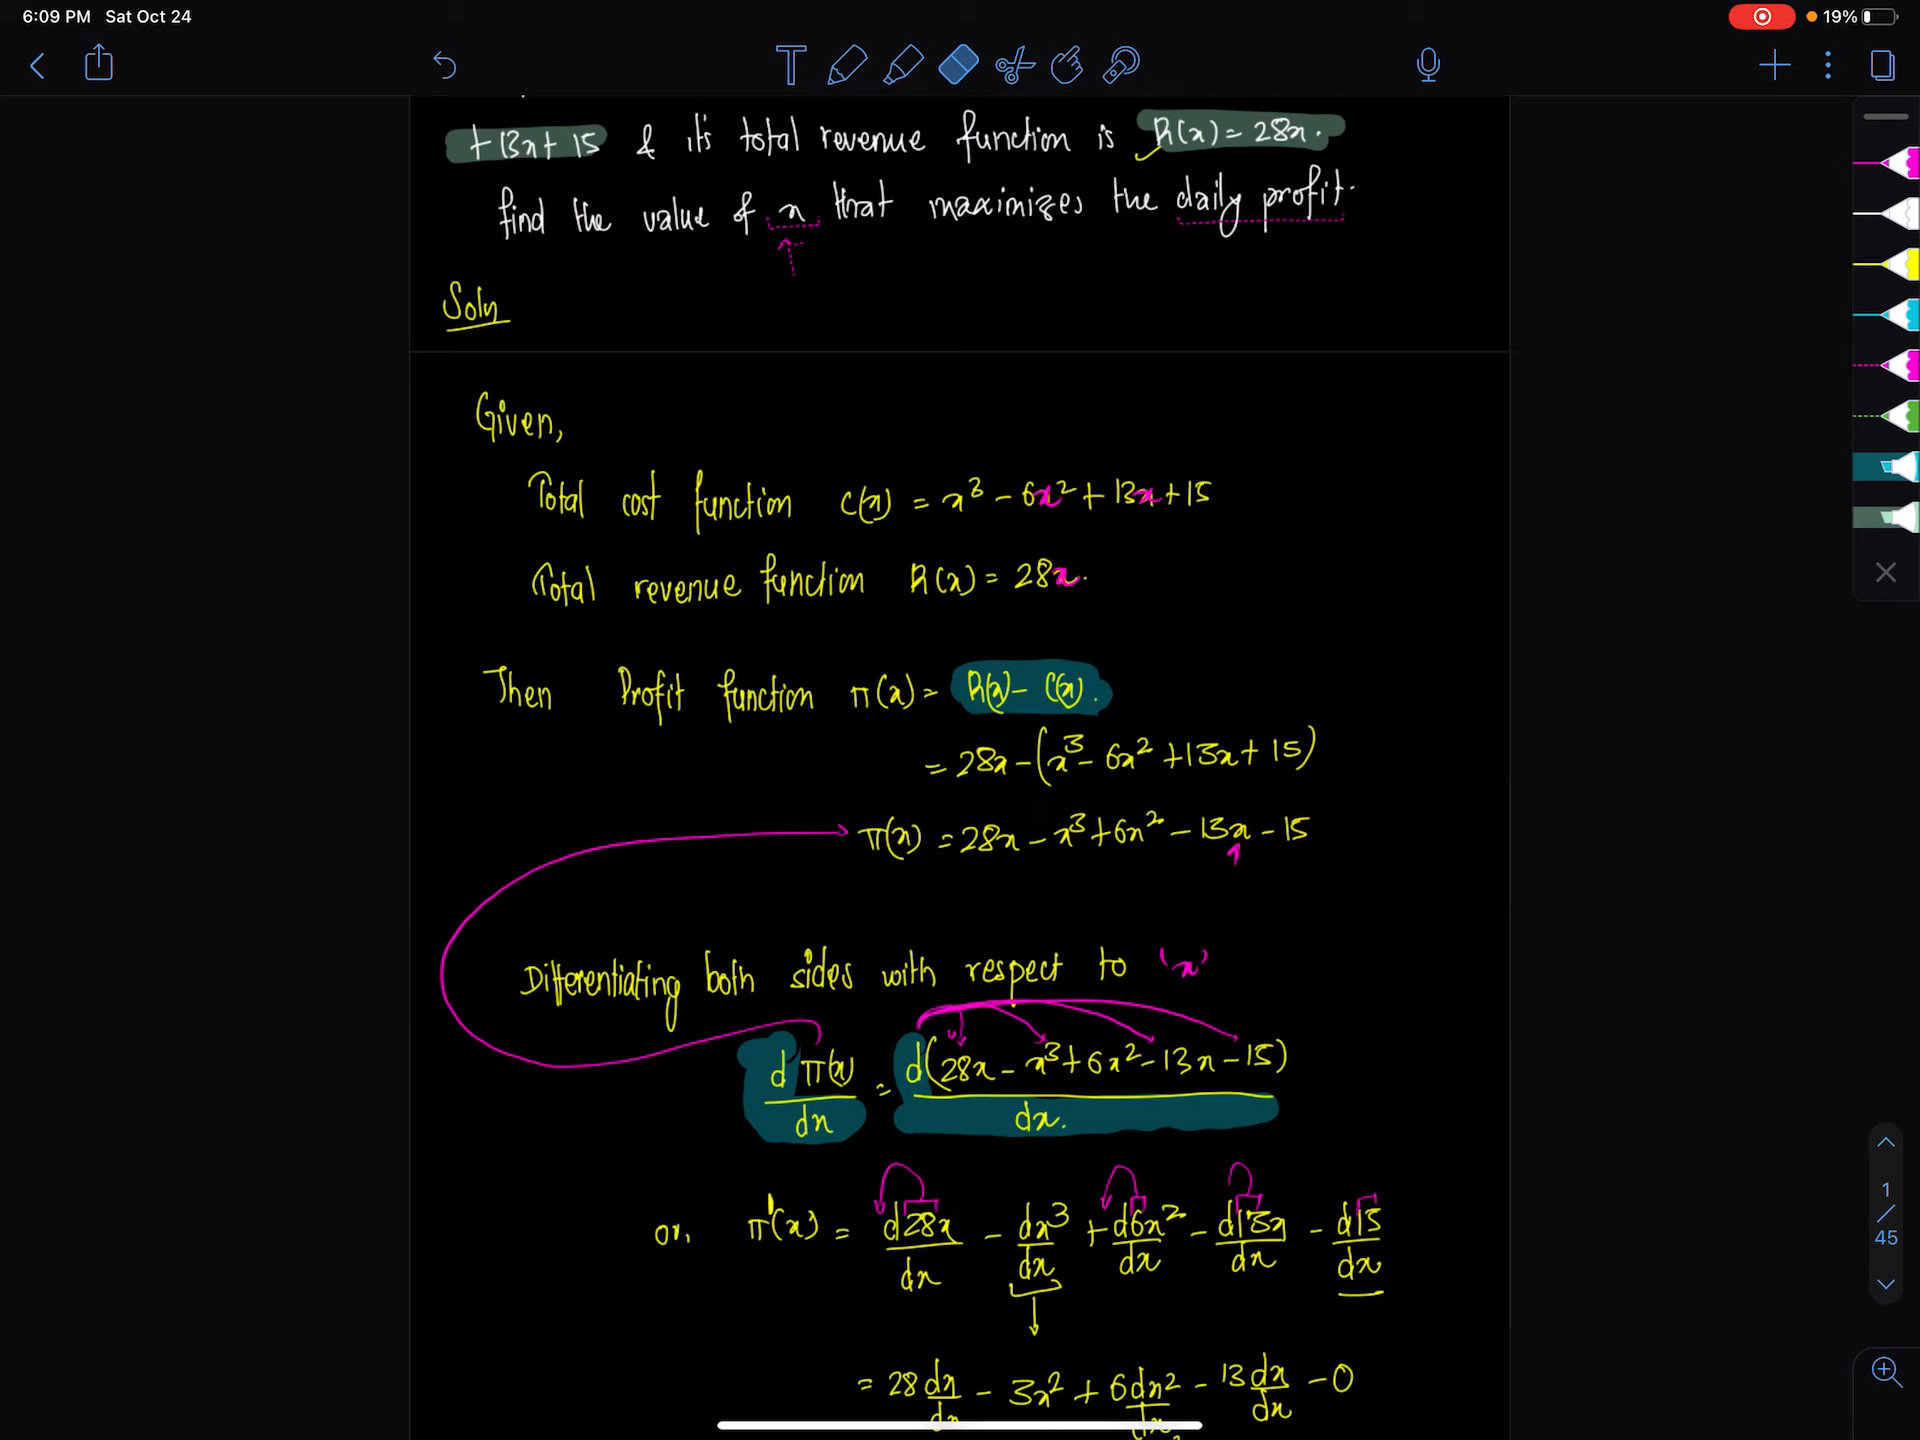 6:09 PM Sat Oct 24
19%
+13x+ 15 & it's total revenue function is R(x) = 28x.
find the value of x that maximizes the daily profit.
Soln
Given,
Total cost function C(x) = x³ - 6x² + 13x + 15
Total revenue function R(x) = 28x.
Then Profit function π(x) = R(x) - C(x).
= 28x - (x³ - 6x² + 13x + 15)
π(x) = 28x - x³ + 6x² - 13x - 15
Differentiating both sides with respect to 'x'
d π(x)/dx = d(28x - x³ + 6x² - 13x - 15)/dx.
or, π'(x) = d28x/dx - dx³/dx + d6x²/dx - d13x/dx - d15/dx
= 28 dx/dx - 3x² + 6 dx²/dx - 13 dx/dx - 0
1
/
45